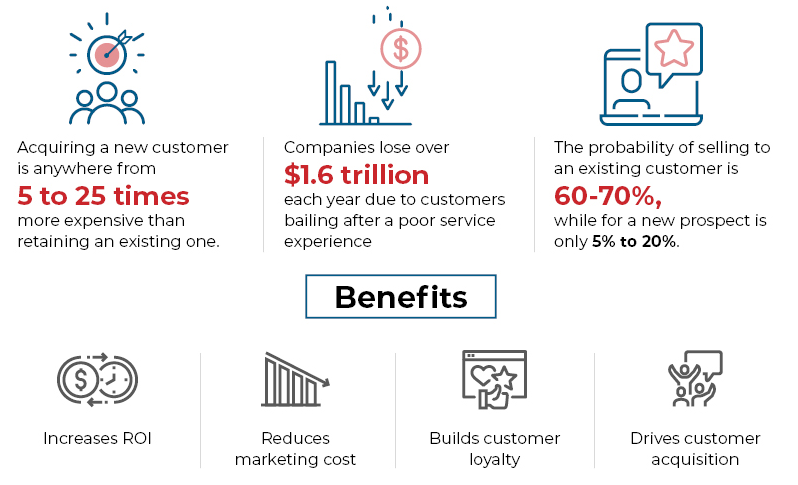 Acquiring a new customer
is anywhere from
5 to 25 times
more expensive than
retaining an existing one.
Companies lose over
$1.6 trillion
each year due to customers
bailing after a poor service
experience
The probability of selling to
an existing customer is
60-70%,
while for a new prospect is
only 5% to 20%.
Benefits
Increases ROI
Reduces
marketing cost
Builds customer
loyalty
Drives customer
acquisition